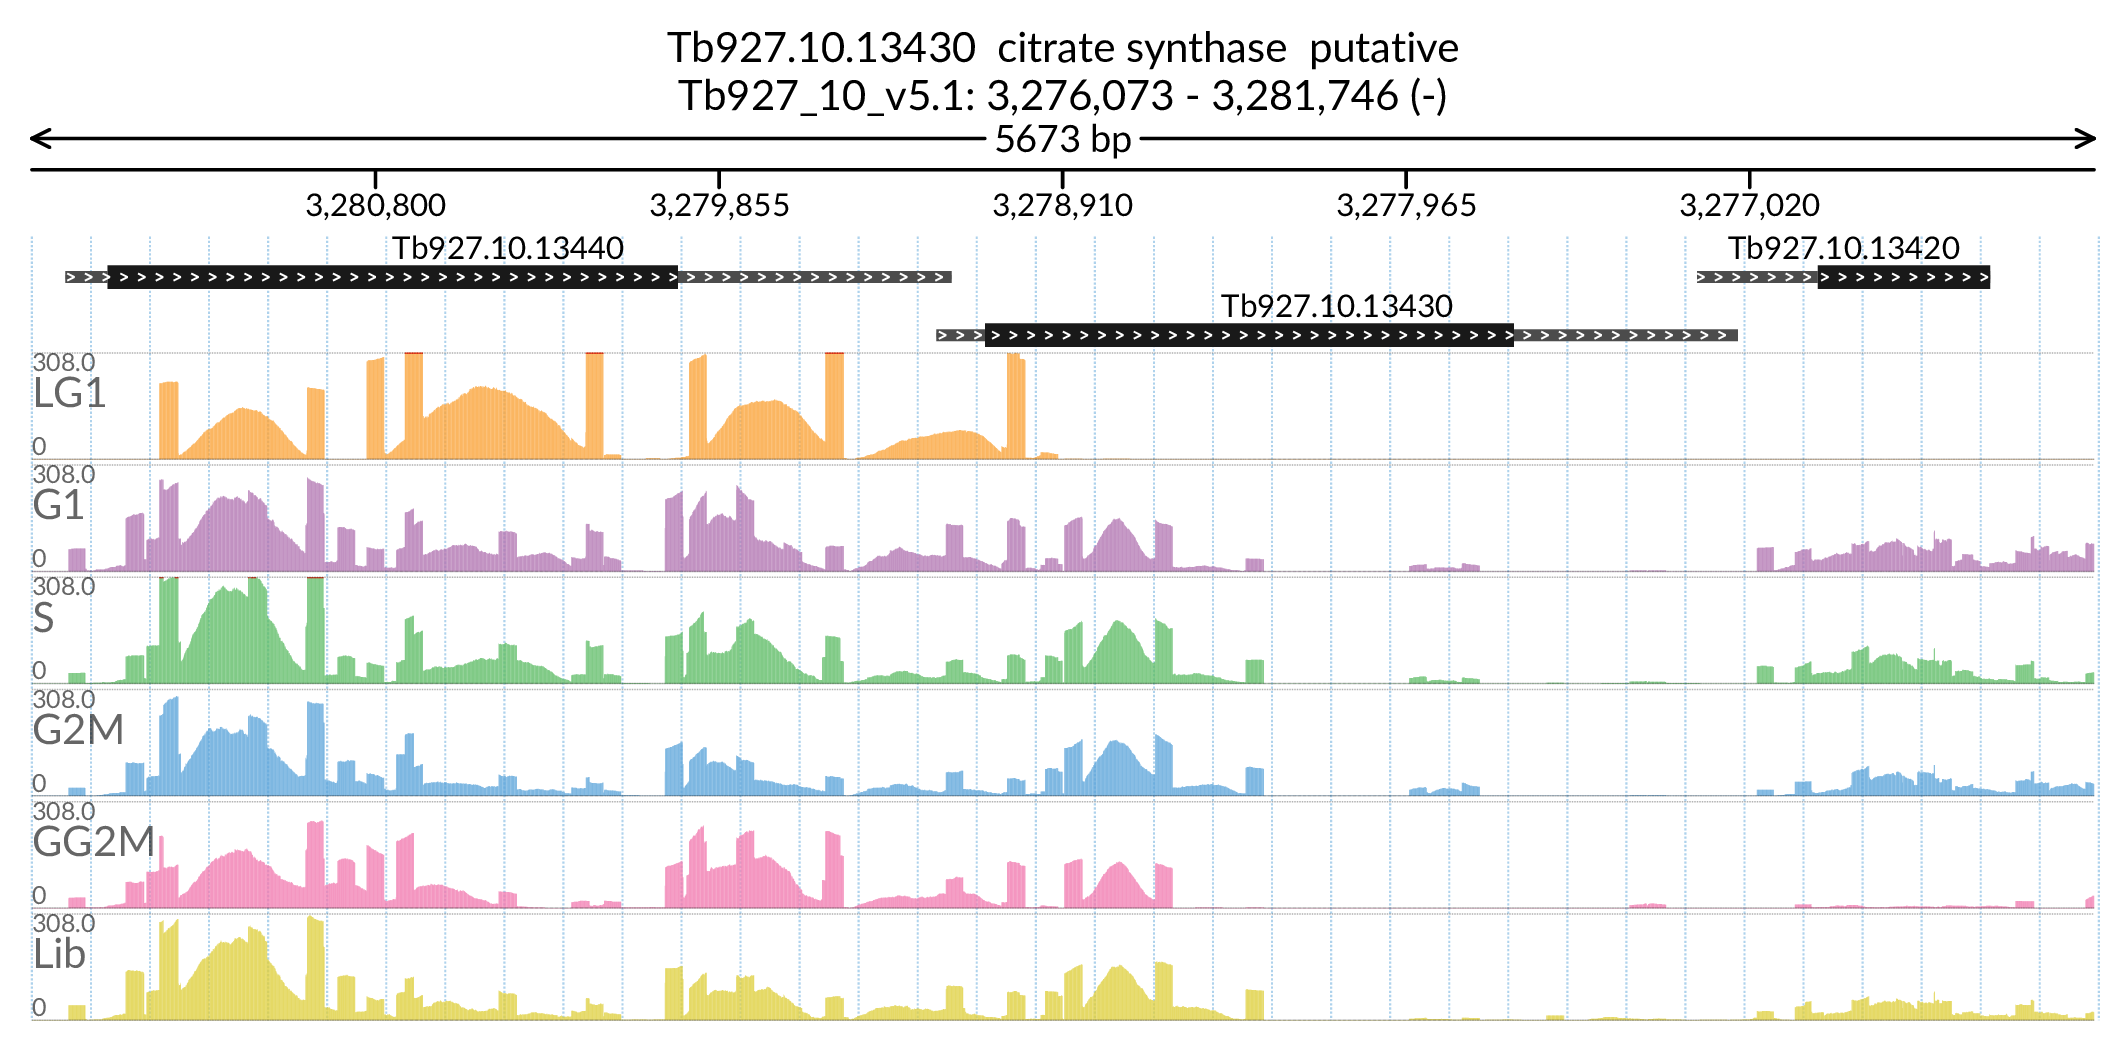 Tb927.10.13430 citrate synthase putative
Tb927_10_v5.1: 3,276,073 - 3,281,746 (-)
5673 bp
3,280,800 3,279,855 3,278,910 3,277,965 3,277,020
Tb927.10.13440 Tb927.10.13420
Tb927.10.13430
308.0
LG1
0
308.0
G1
0
308.0
S
0
308.0
G2M
0
308.0
GG2M
0
308.0
Lib
0